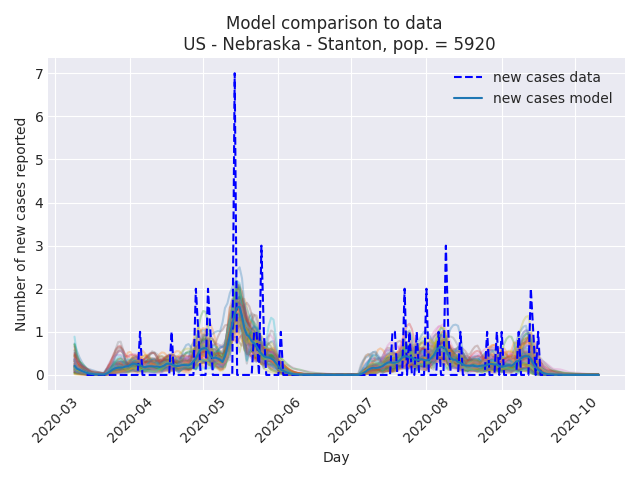 Model comparison to data
US - Nebraska - Stanton, pop. = 5920
new cases data
new cases model
Number of new cases reported
7
6
5
4
3
2
1
0
2020-03
2020-04
2020-05
2020-06
2020-07
2020-08
2020-09
2020-10
Day